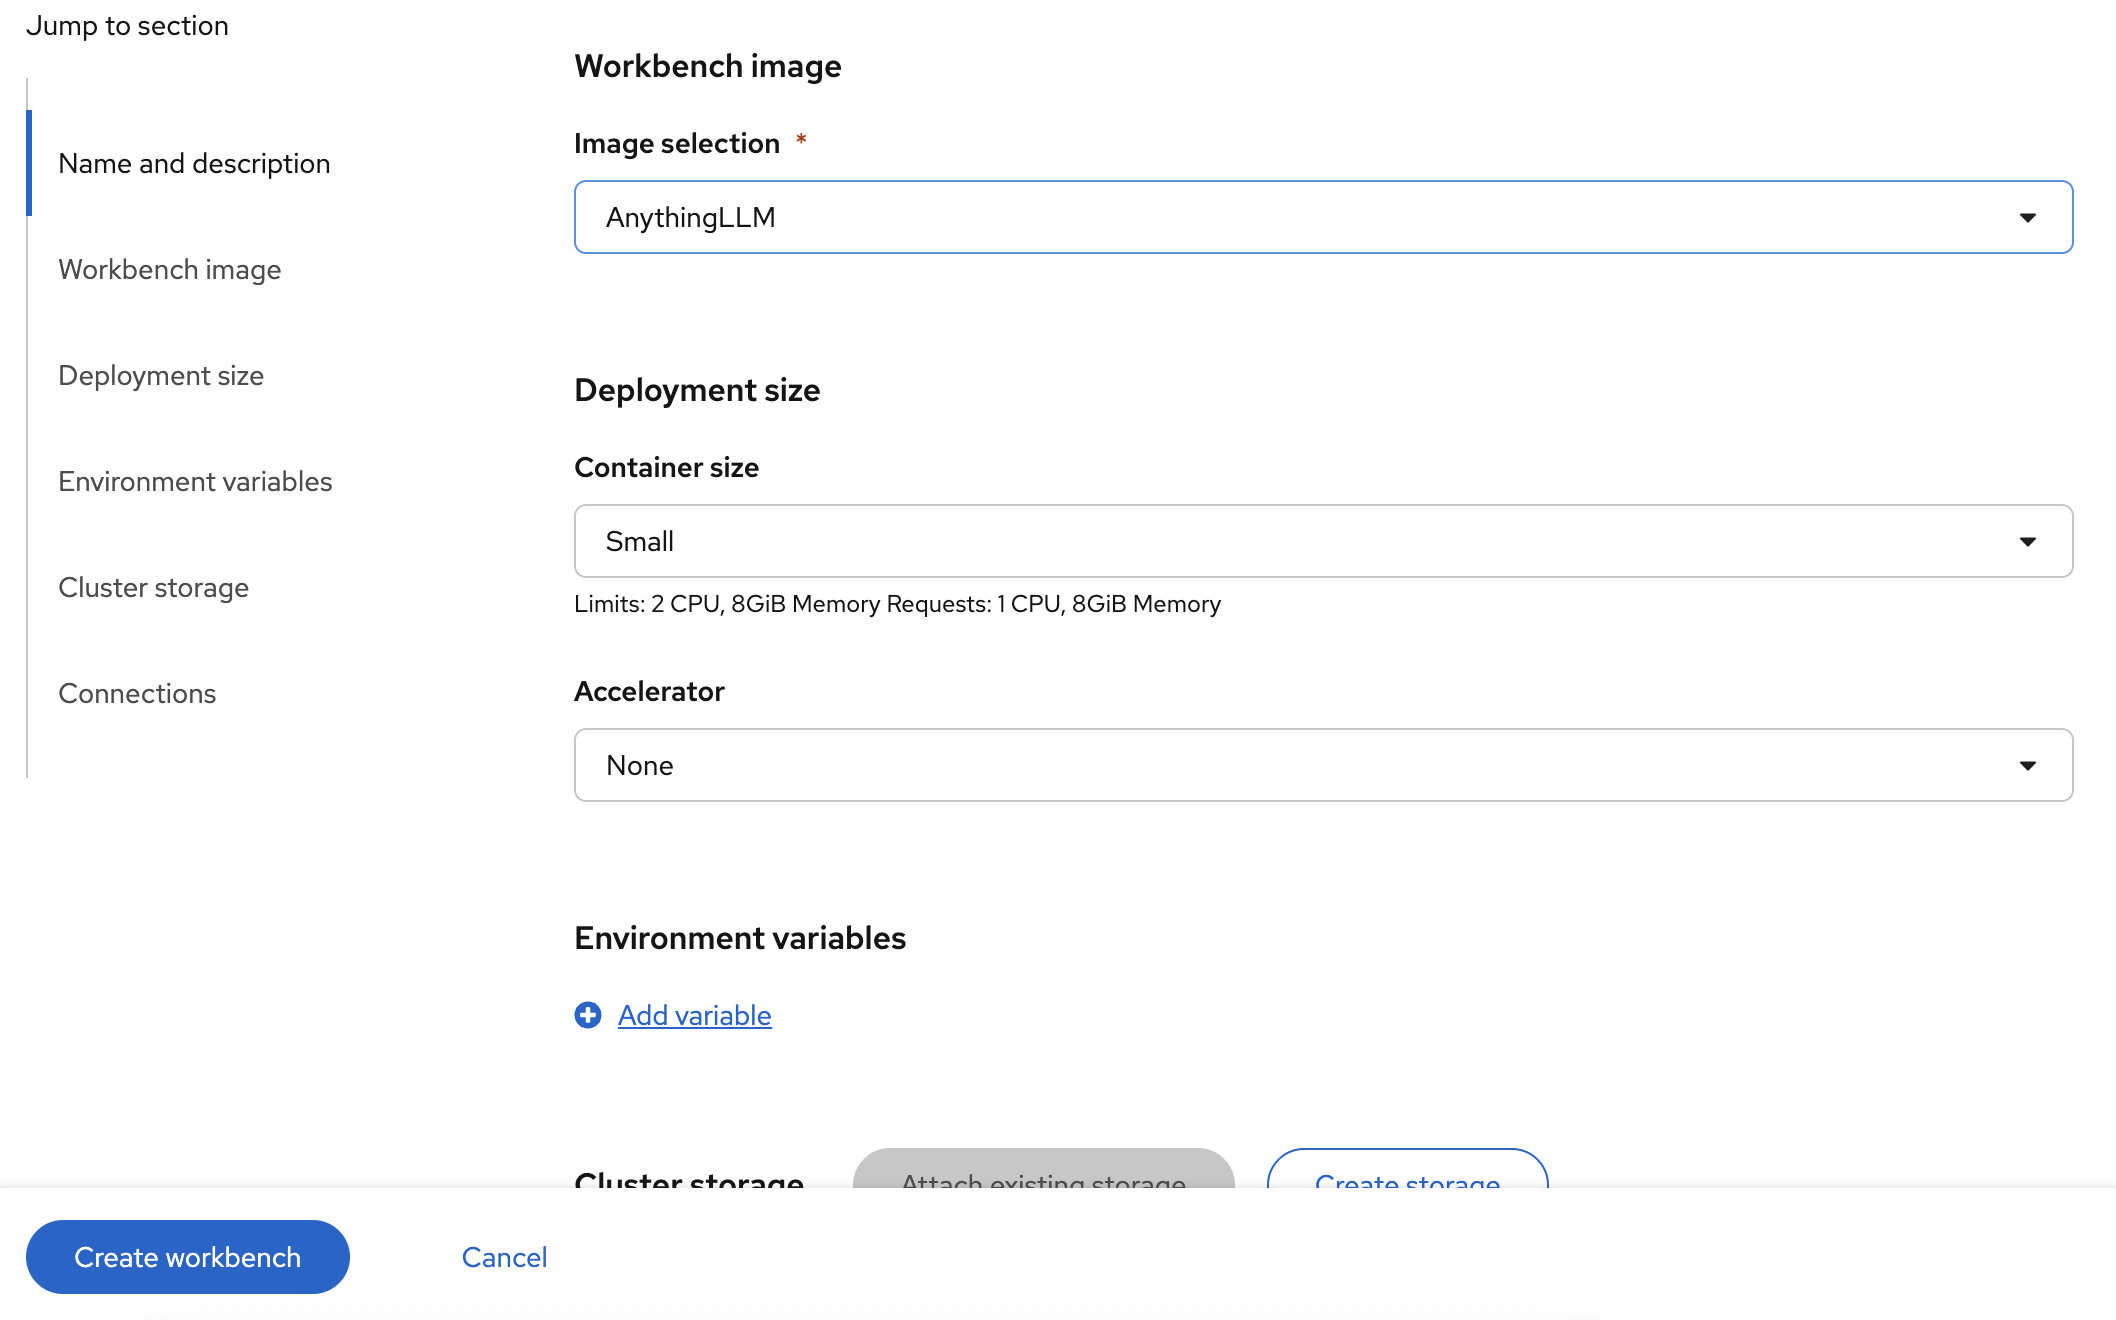 Jump to section
Name and description
Workbench image
Deployment size
Environment variables
Cluster storage
Connections
Workbench image
Image selection *
AnythingLLM
Deployment size
Container size
Small
Limits: 2 CPU, 8GiB Memory Requests: 1 CPU, 8GiB Memory
Accelerator
None
Environment variables
Add variable
Cluster storage
Attach existing storage
Create storage
Create workbench
Cancel